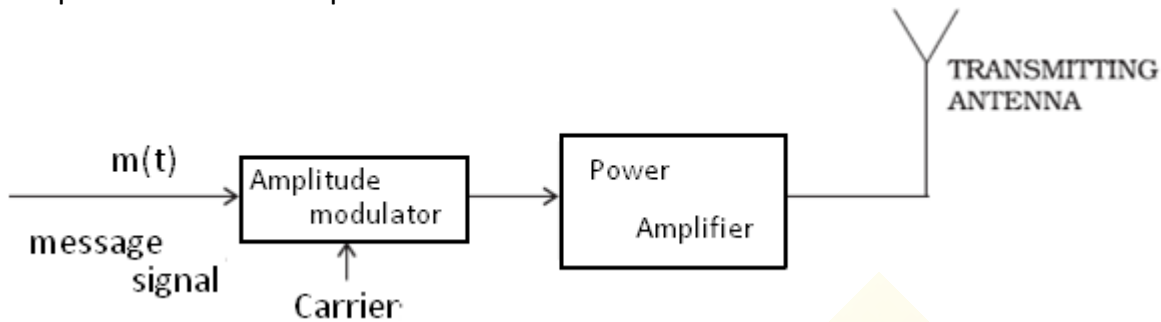 TRANSMITTING
ANTENNA
m(t)
message
signal
Amplitude
modulator
Carrier
Power
Amplifier